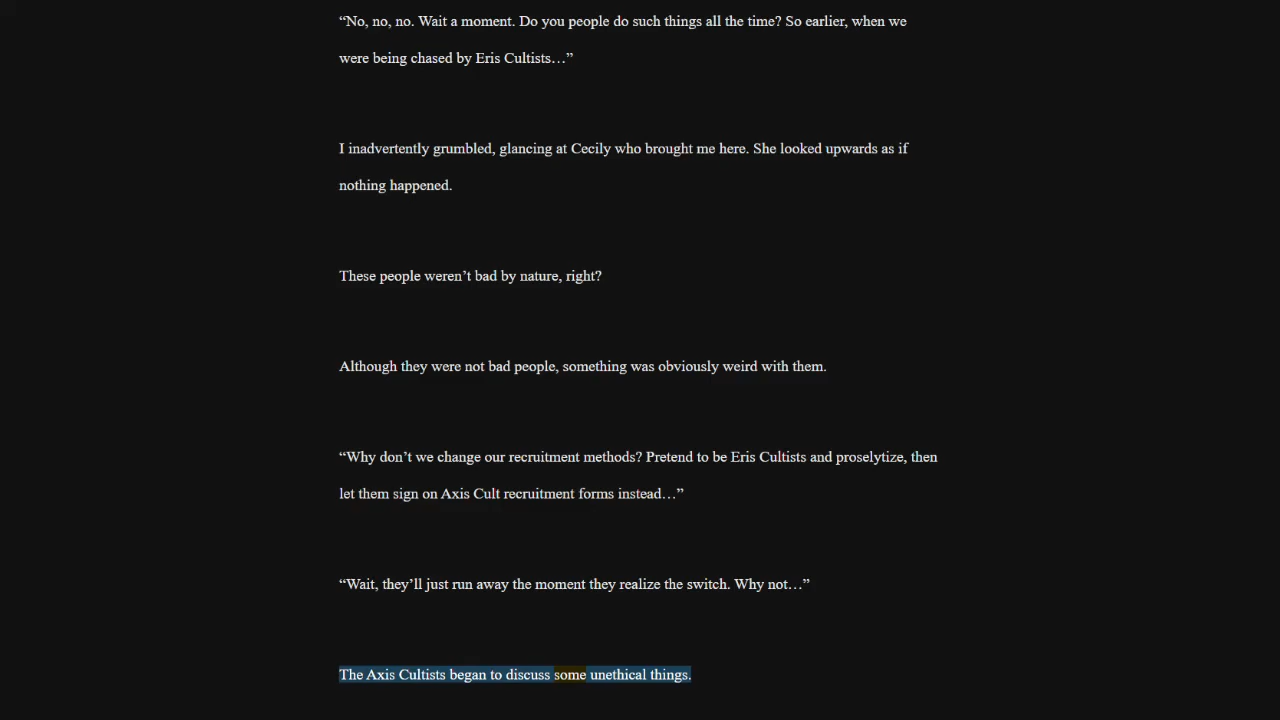 “No, no, no. Wait a moment. Do you people do such things all the time? So earlier, when we
were being chased by Eris Cultists…”
I inadvertently grumbled, glancing at Cecily who brought me here. She looked upwards as if
nothing happened.
These people weren’t bad by nature, right?
Although they were not bad people, something was obviously weird with them.
“Why don’t we change our recruitment methods? Pretend to be Eris Cultists and proselytize, then
let them sign on Axis Cult recruitment forms instead…”
“Wait, they’ll just run away the moment they realize the switch. Why not…”
The Axis Cultists began to discuss some unethical things.